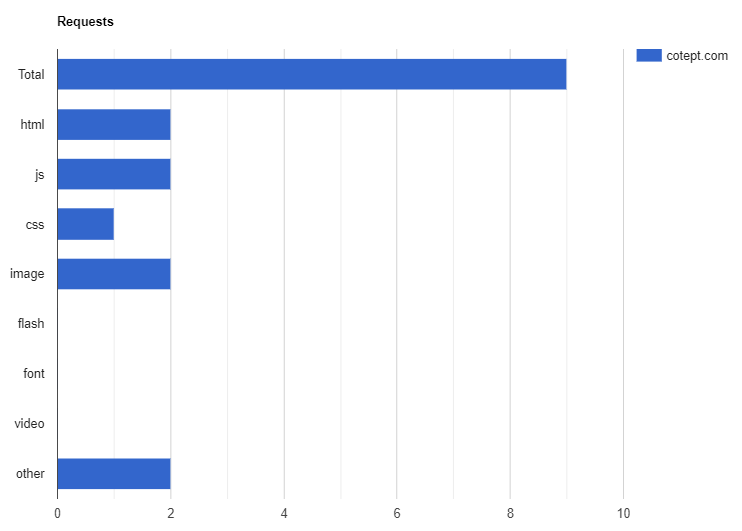 Requests
cotept.com
Total
html
js
css
image
flash
font
video
other
0 2 4 6 8 10